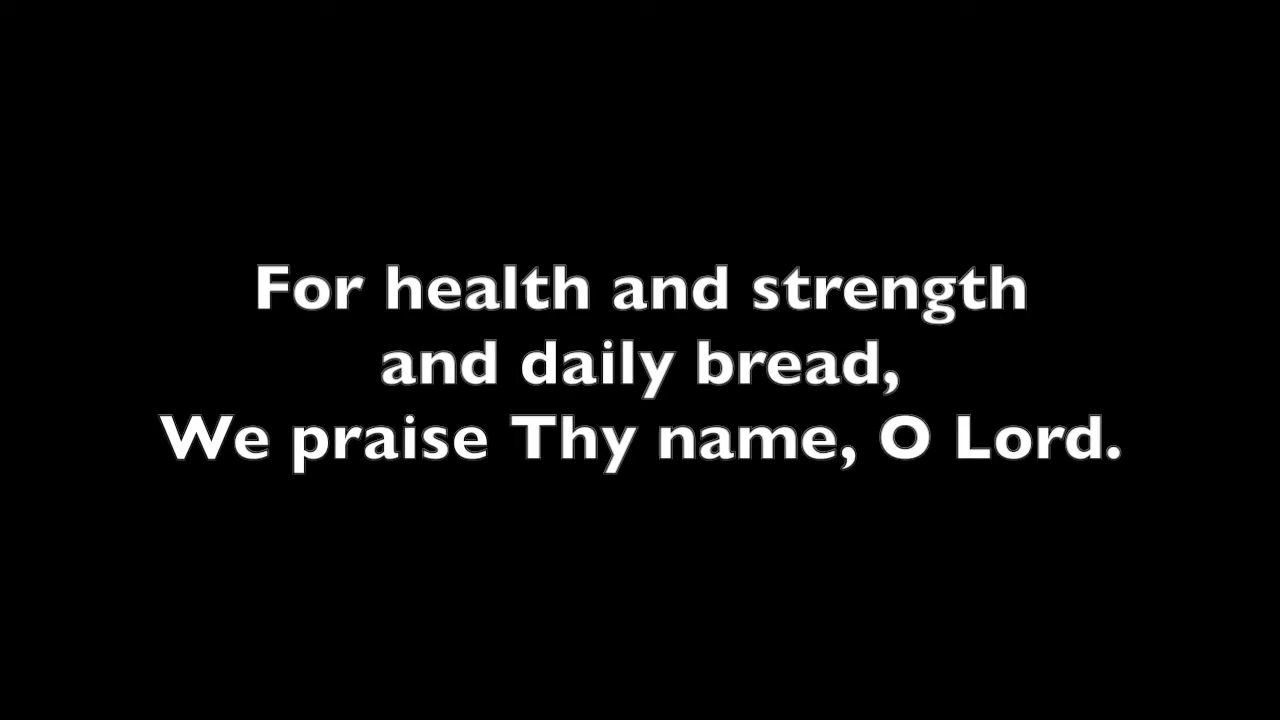 For health and strength
and daily bread,
We praise Thy name, O Lord.